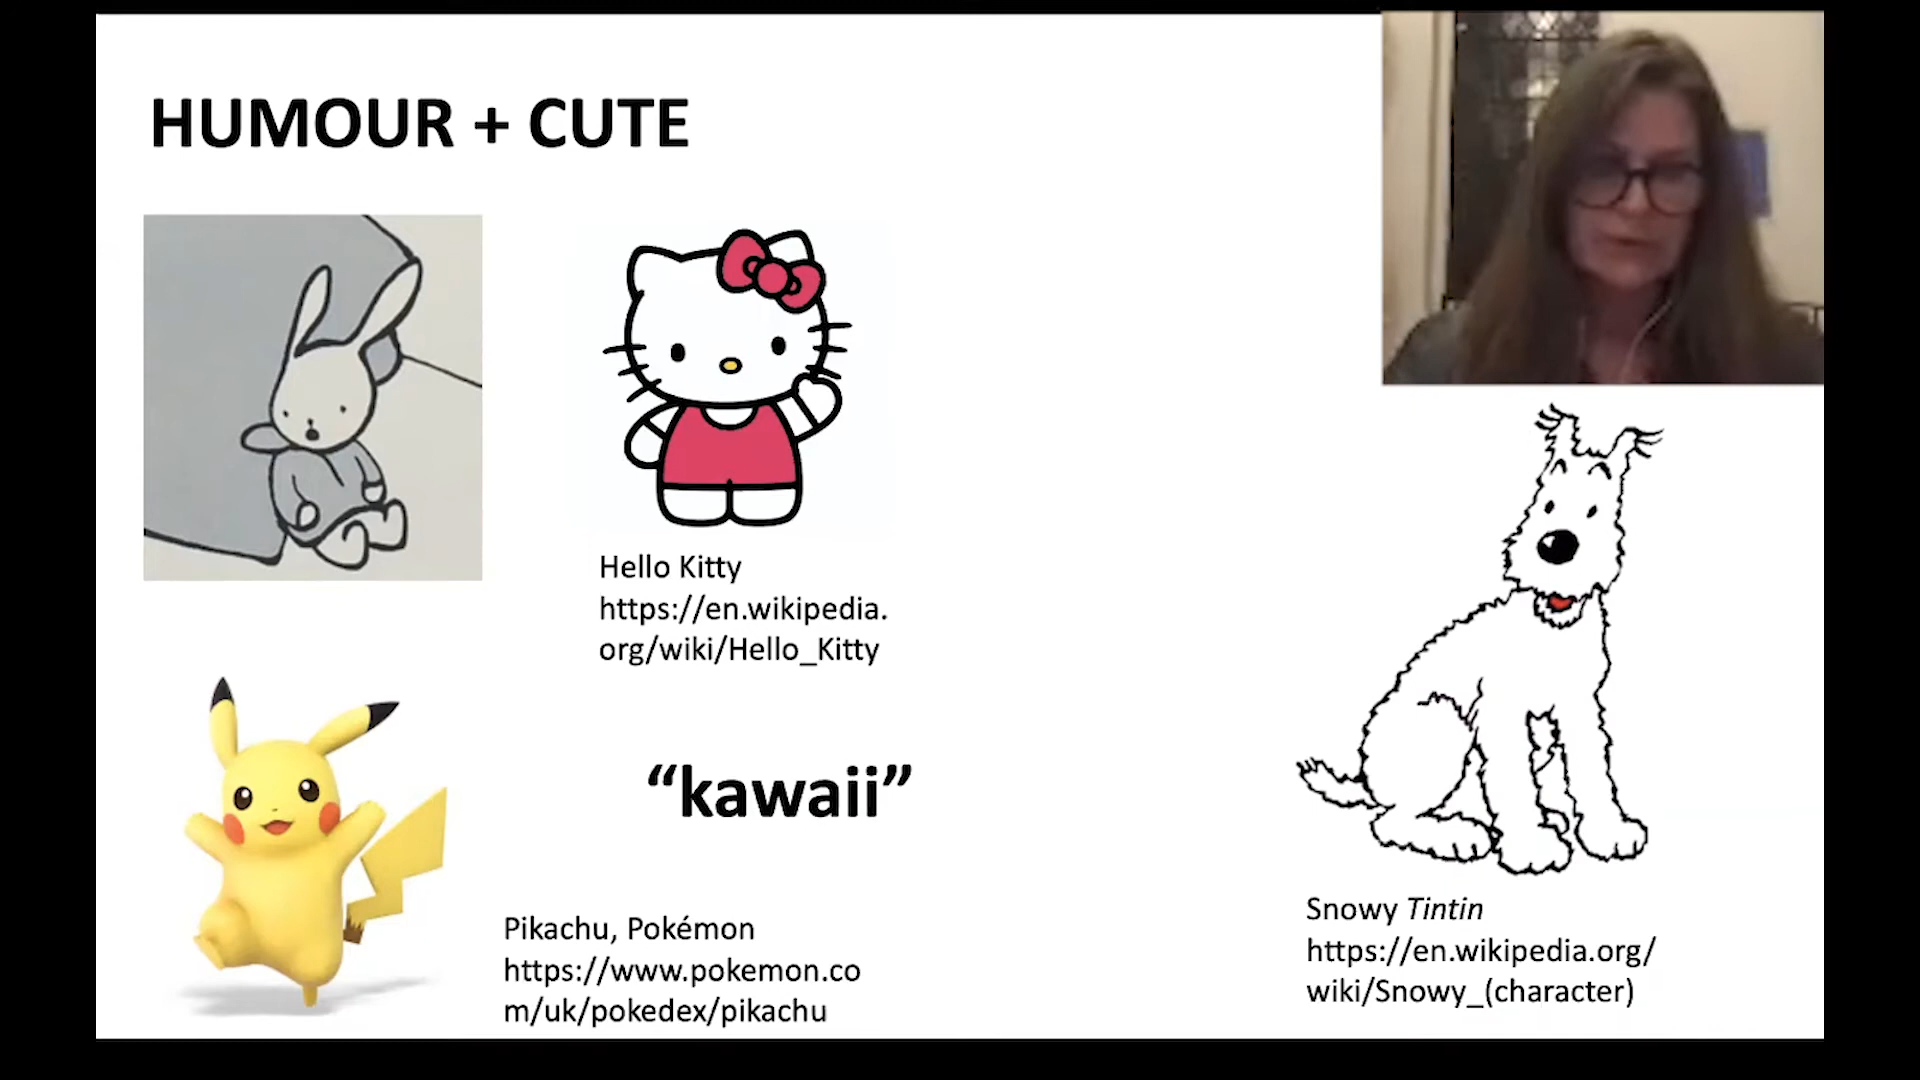 HUMOUR + CUTE
Hello Kitty
https://en.wikipedia.
org/wiki/Hello_Kitty
“kawaii”
Pikachu, Pokémon
https://www.pokemon.co
m/uk/pokedex/pikachu
Snowy Tintin
https://en.wikipedia.org/
wiki/Snowy_(character)